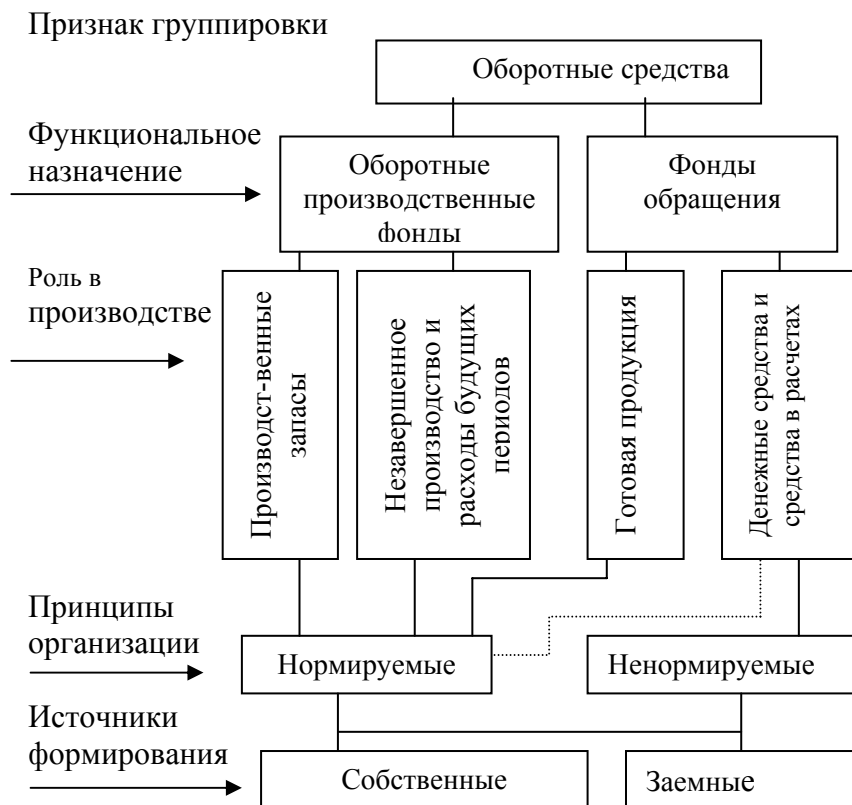 Признак группировки
Оборотные средства
Функциональное
назначение
Оборотные
производственные
фонды
Фонды
обращения
Роль в
производстве
Производст-венные
запасы
Незавершенное
производство и
расходы будущих
периодов
Готовая продукция
Денежные средства и
средства в расчетах
Принципы
организации
Нормируемые
Ненормируемые
Источники
формирования
Собственные
Заемные